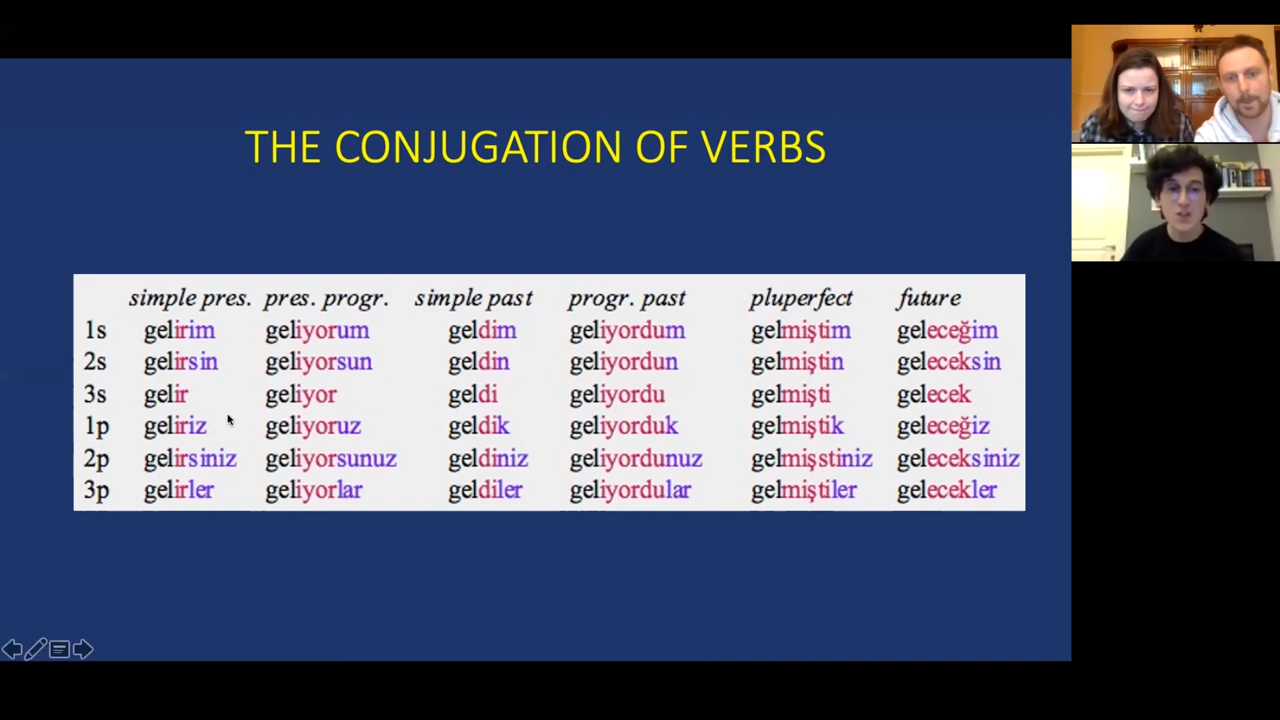 THE CONJUGATION OF VERBS
simple pres. pres. progr. simple past progr. past pluperfect future
1s gelirim geliyorum geldim geliyordum gelmiştim geleceğim
2s gelirsin geliyorsun geldin geliyordun gelmiştin geleceksin
3s gelir geliyor geldi geliyordu gelmişti gelecek
1p geliriz geliyoruz geldik geliyorduk gelmiştik geleceğiz
2p gelirsiniz geliyorsunuz geldiniz geliyordunuz gelmişstiniz geleceksiniz
3p gelirler geliyorlar geldiler geliyordular gelmiştiler gelecekler